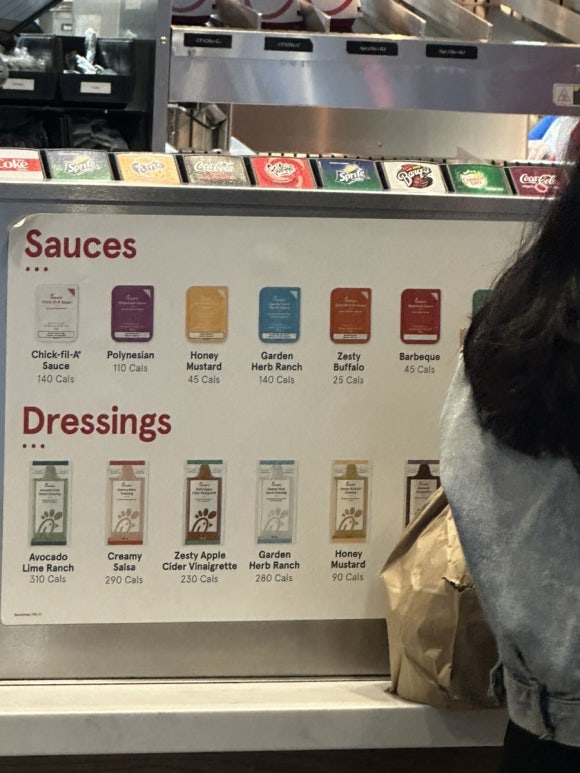 Coke
Sprite
Fanta
Coca-Cola
Sprite
Barq's
Coca-Cola
Sauces
Chick-fil-A®
Sauce
140 Cals
Polynesian
110 Cals
Honey
Mustard
45 Cals
Garden
Herb Ranch
140 Cals
Zesty
Buffalo
25 Cals
Barbeque
45 Cals
Dressings
Avocado
Lime Ranch
310 Cals
Creamy
Salsa
290 Cals
Zesty Apple
Cider Vinaigrette
230 Cals
Garden
Herb Ranch
280 Cals
Honey
Mustard
90 Cals